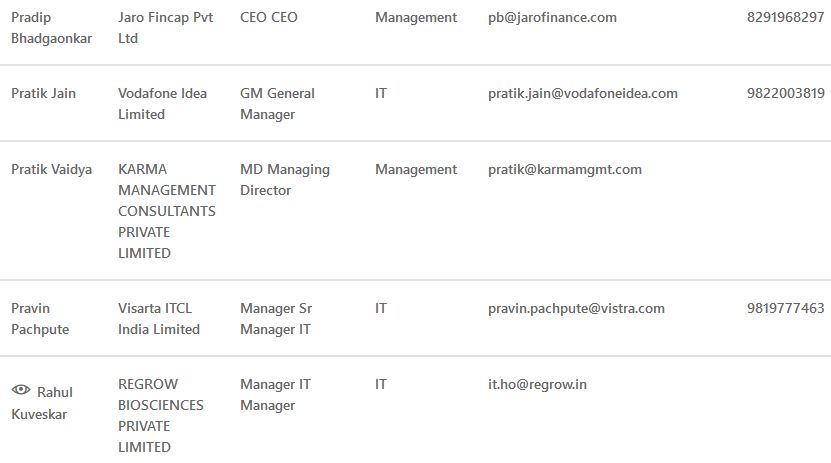 Pradip Jaro Fincap Pvt CEO CEO Management pb@jarofinance.com 8291968297
Bhadgaonkar Ltd
Pratik Jain Vodafone Idea GM General IT pratik.jain@vodafoneidea.com 9822003819
Limited Manager
Pratik Vaidya KARMA MD Managing Management pratik@karmamgmt.com
MANAGEMENT Director
CONSULTANTS
PRIVATE
LIMITED
Pravin Visarta ITCL Manager Sr IT pravin.pachpute@vistra.com 9819777463
Pachpute India Limited Manager IT
Rahul REGROW Manager IT IT it.ho@regrow.in
Kuveskar BIOSCIENCES Manager
PRIVATE
LIMITED